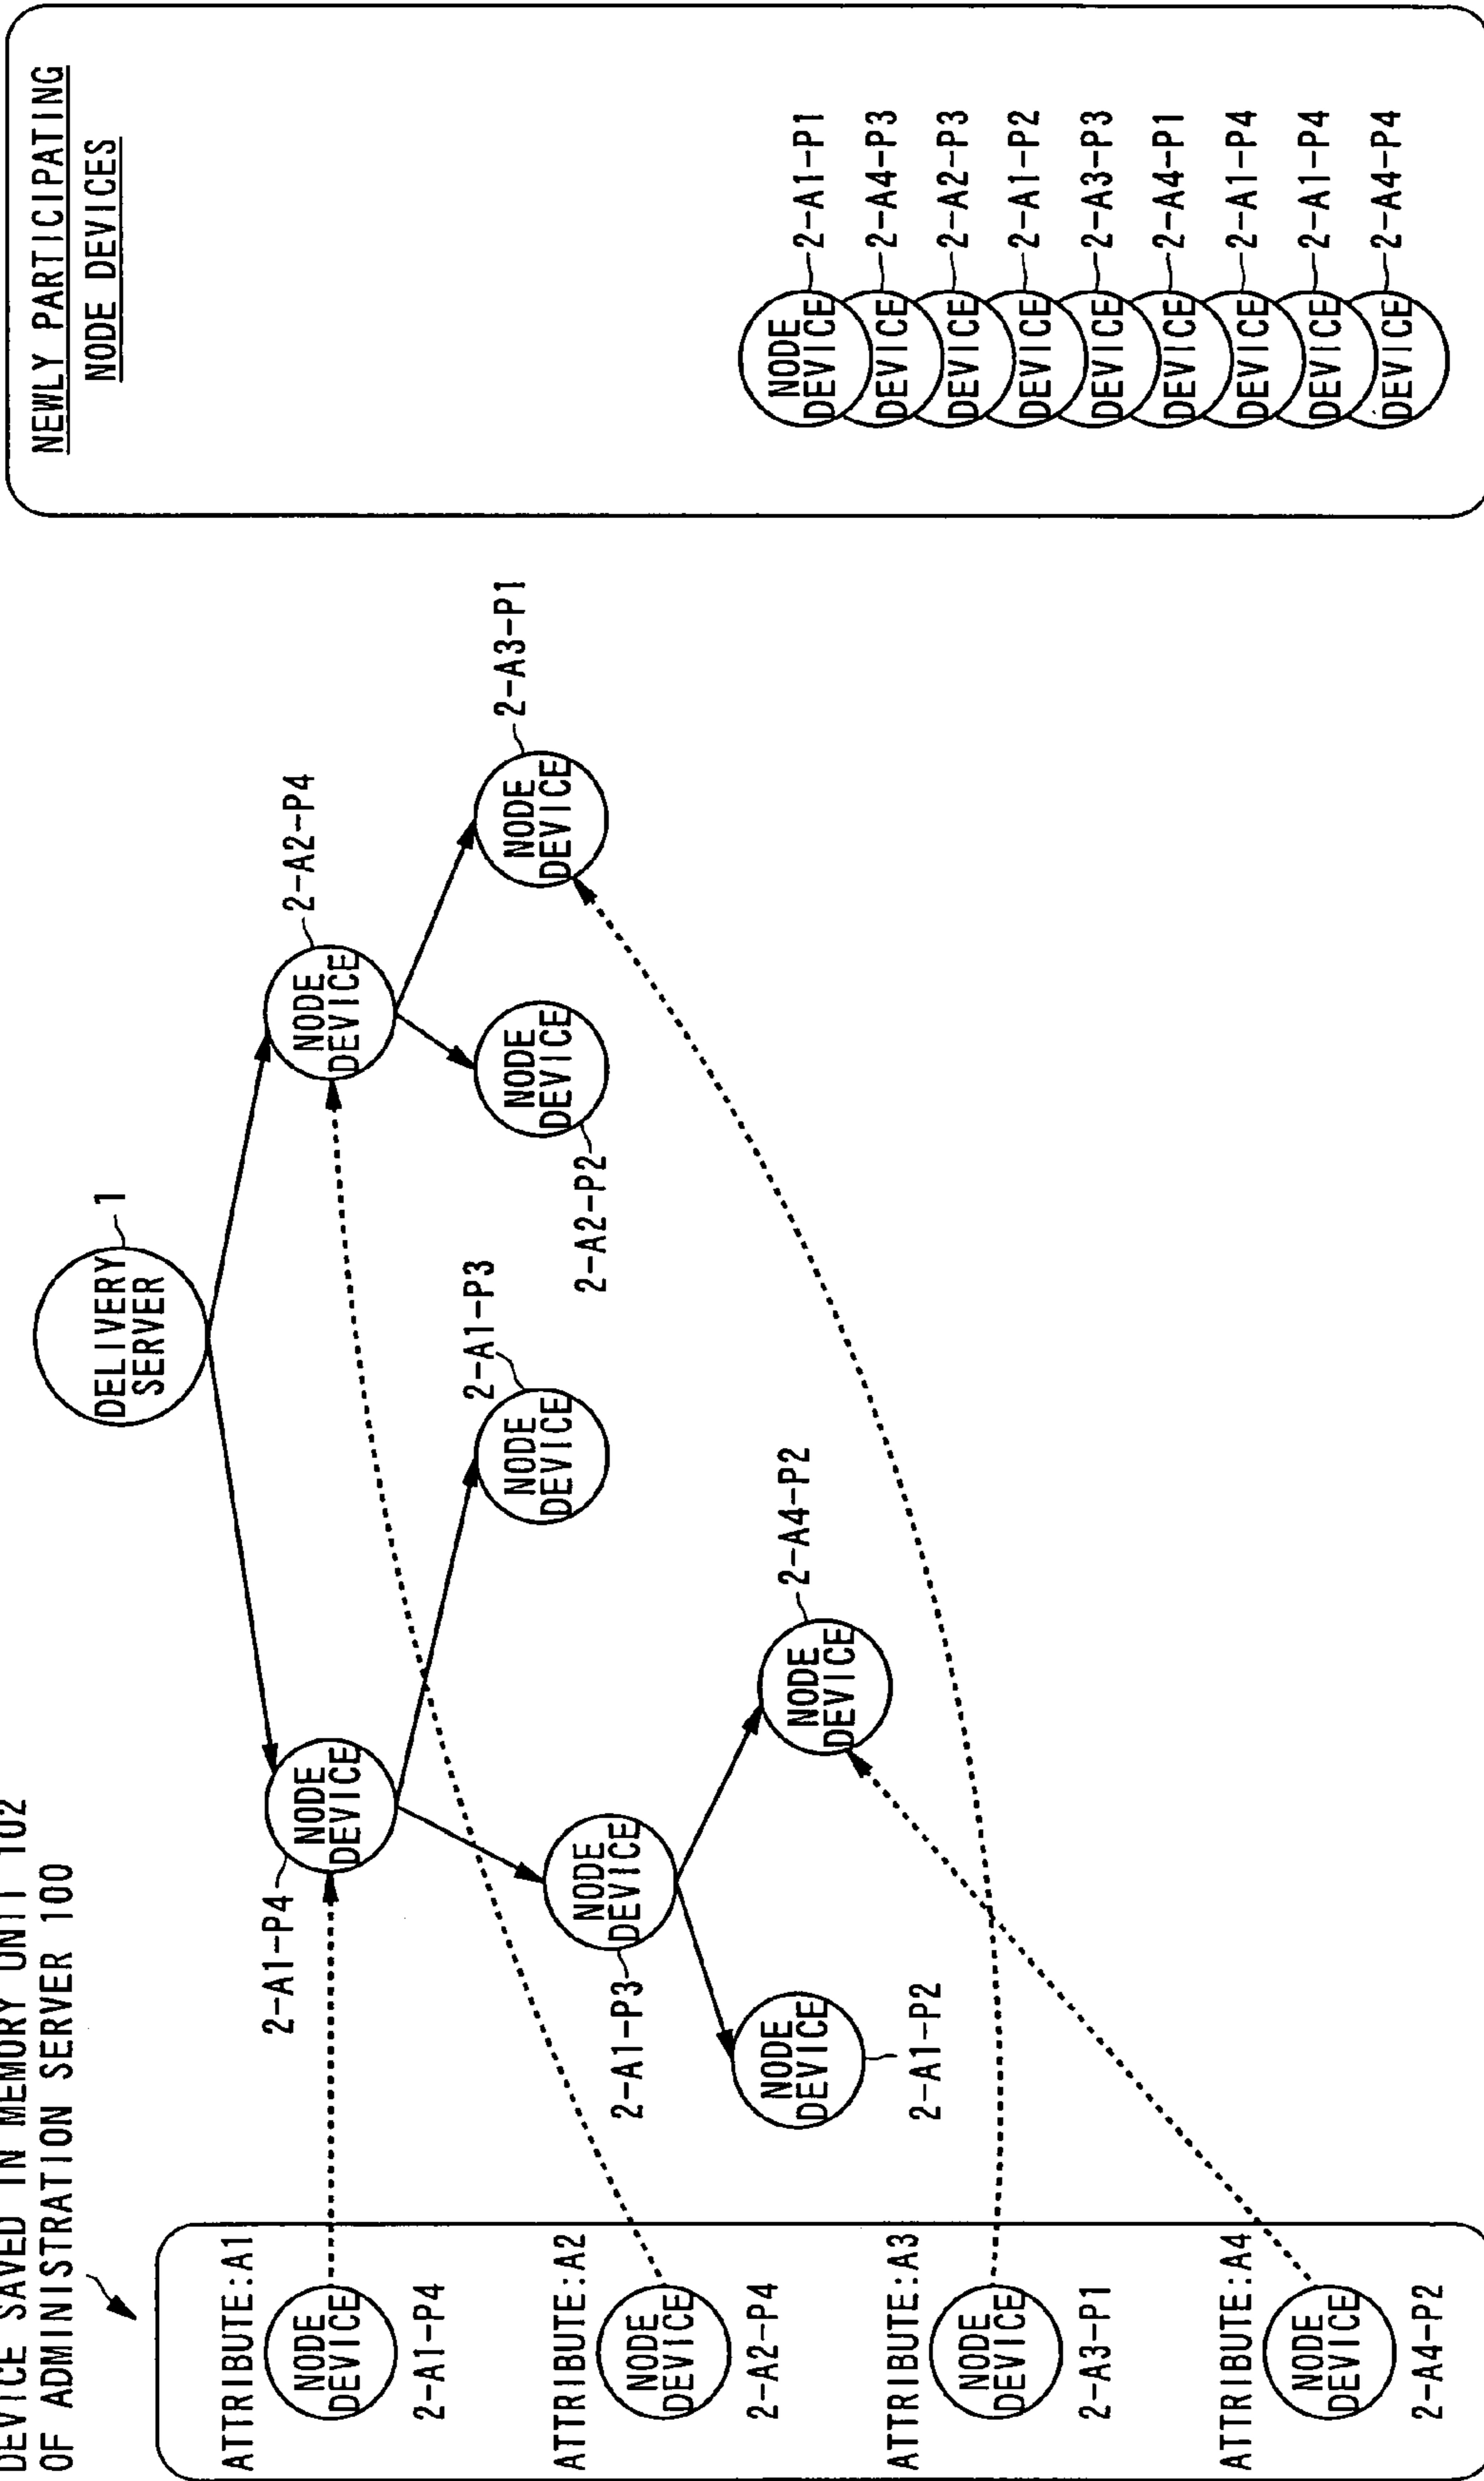 DEVICE SAVED IN MEMORY UNIT 102
OF ADMINISTRATION SERVER 100
ATTRIBUTE:A1
NODE
DEVICE
2-A1-P4
ATTRIBUTE:A2
NODE
DEVICE
2-A2-P4
ATTRIBUTE:A3
NODE
DEVICE
2-A3-P1
ATTRIBUTE:A4
NODE
DEVICE
2-A4-P2
DELIVERY
SERVER
1
2-A1-P4
NODE
DEVICE
NODE
DEVICE
2-A2-P4
2-A1-P3
NODE
DEVICE
NODE
DEVICE
2-A1-P3
NODE
DEVICE
2-A2-P2
NODE
DEVICE
2-A3-P1
NODE
DEVICE
2-A1-P2
NODE
DEVICE
2-A4-P2
NEWLY PARTICIPATING
NODE DEVICES
NODE
DEVICE
2-A1-P1
DEVICE
2-A4-P3
DEVICE
2-A2-P3
DEVICE
2-A1-P2
DEVICE
2-A3-P3
DEVICE
2-A4-P1
DEVICE
2-A1-P4
DEVICE
2-A1-P4
DEVICE
2-A4-P4